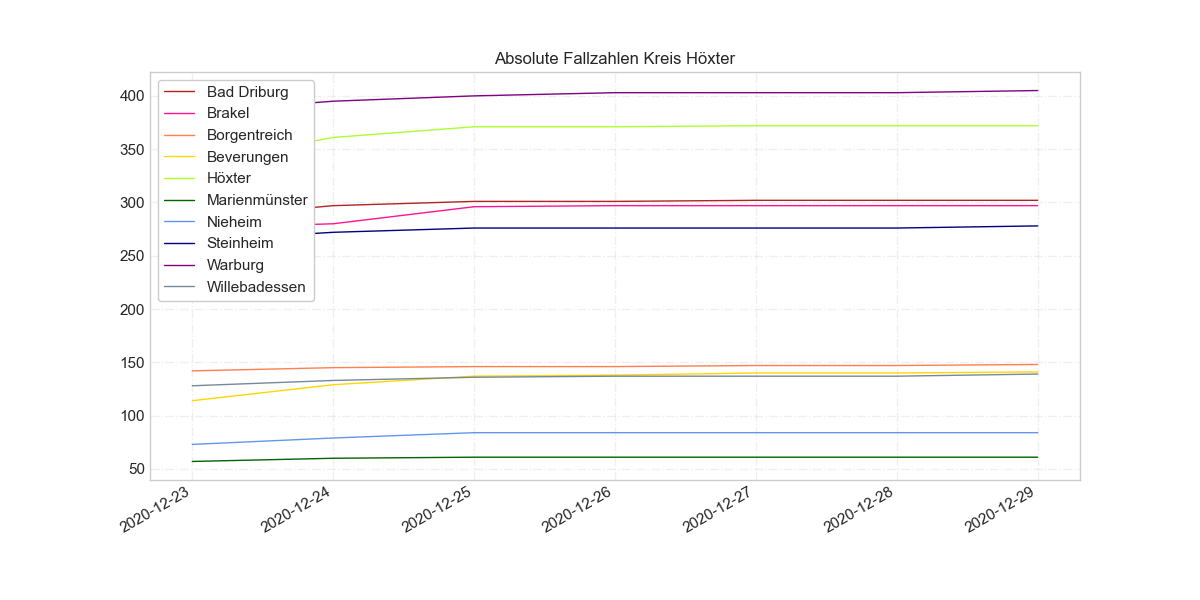 Absolute Fallzahlen Kreis Höxter
Bad Driburg
Brakel
Borgentreich
Beverungen
Höxter
Marienmünster
Nieheim
Steinheim
Warburg
Willebadessen
400
350
300
250
200
150
100
50
2020-12-23
2020-12-24
2020-12-25
2020-12-26
2020-12-27
2020-12-28
2020-12-29